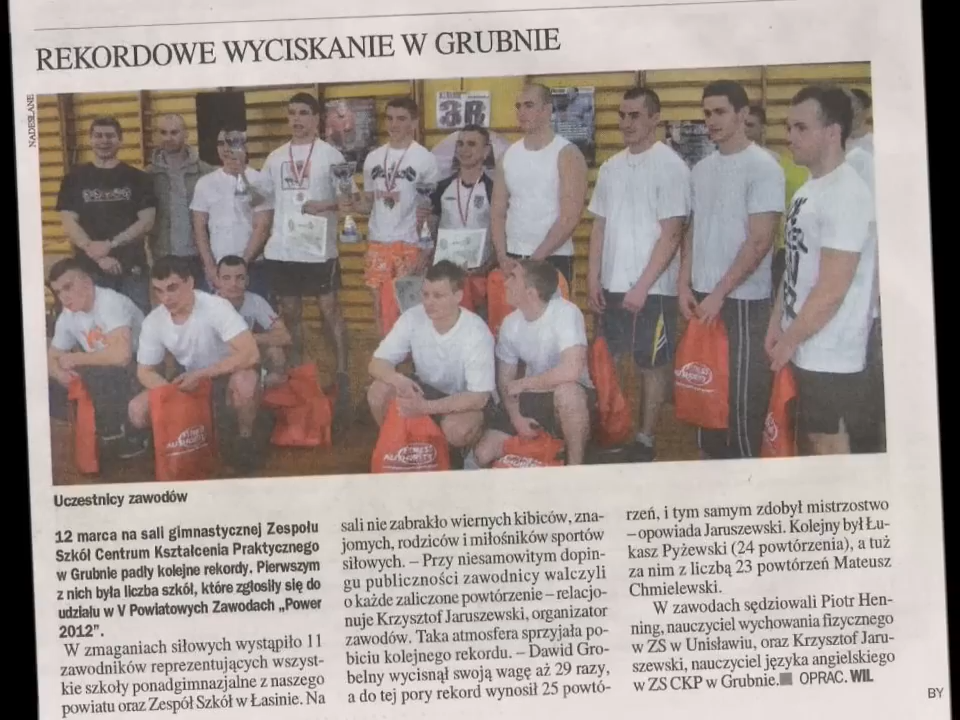 REKORDOWE WYCISKANIE W GRUBNIE
NADESŁANE
3R
FITNESS
AUTHORITY
Uczestnicy zawodów
12 marca na sali gimnastycznej Zespołu
Szkół Centrum Kształcenia Praktycznego
w Grubnie padły kolejne rekordy. Pierwszym
z nich była liczba szkół, które zgłosiły się do
udziału w V Powiatowych Zawodach „Power
2012”.
W zmaganiach siłowych wystąpiło 11
zawodników reprezentujących wszyst-
kie szkoły ponadgimnazjalne z naszego
powiatu oraz Zespół Szkół w Łasinie. Na
sali nie zabrakło wiernych kibiców, zna-
jomych, rodziców i miłośników sportów
siłowych. – Przy niesamowitym dopin-
gu publiczności zawodnicy walczyli
o każde zaliczone powtórzenie – relacjo-
nuje Krzysztof Jaruszewski, organizator
zawodów. Taka atmosfera sprzyjała po-
biciu kolejnego rekordu. – Dawid Gro-
belny wycisnął swoją wagę aż 29 razy,
a do tej pory rekord wynosił 25 powtó-
rzeń, i tym samym zdobył mistrzostwo
– opowiada Jaruszewski. Kolejny był Łu-
kasz Pyżewski (24 powtórzenia), a tuż
za nim z liczbą 23 powtórzeń Mateusz
Chmielewski.
W zawodach sędziowali Piotr Hen-
ning, nauczyciel wychowania fizycznego
w ZS w Unisławiu, oraz Krzysztof Jaru-
szewski, nauczyciel języka angielskiego
w ZS CKP w Grubnie. OPRAC. WIL
BY